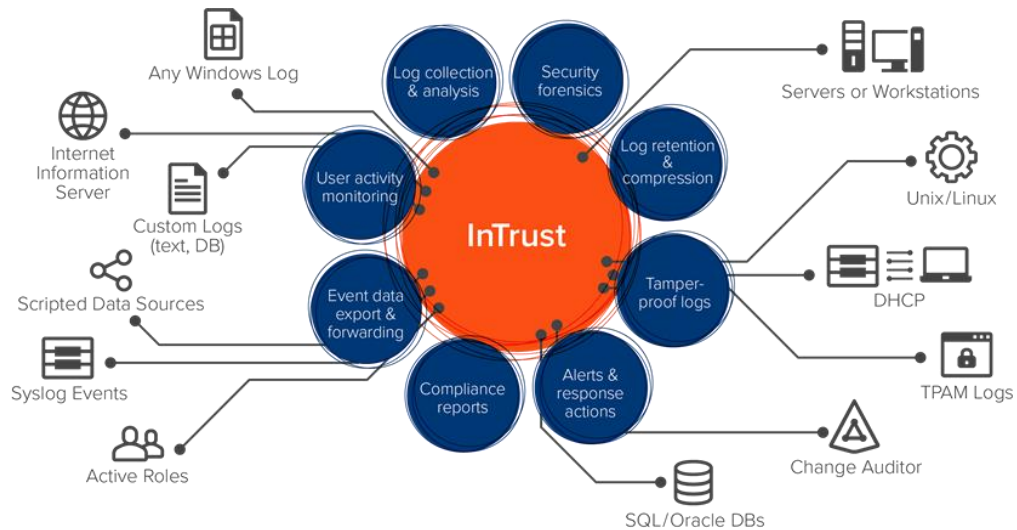 Any Windows Log
Internet
Information
Server
Custom Logs
(text, DB)
Scripted Data Sources
Syslog Events
Active Roles
Log collection
& analysis
Security
forensics
User activity
monitoring
Log retention
& compression
InTrust
Event data
export &
forwarding
Tamper-
proof logs
Compliance
reports
Alerts &
response
actions
Servers or Workstations
Unix/Linux
DHCP
TPAM Logs
Change Auditor
SQL/Oracle DBs